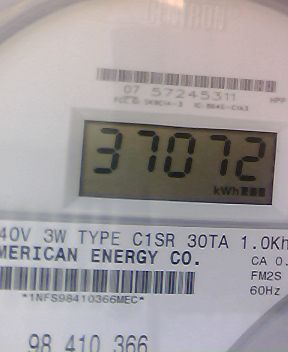 07 57245311
37072
kWh
40V 3W TYPE C1SR 30TA 1.0Kh
MERICAN ENERGY CO.
CA 0.
FM2S
*1NFS98410366MEC*
60Hz
98 410 366